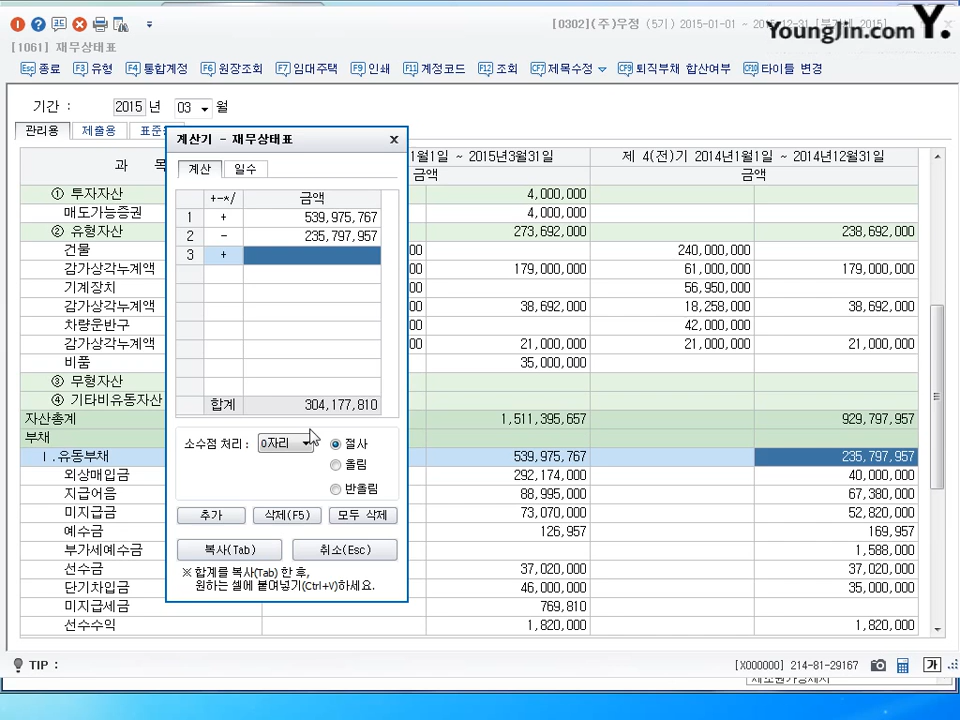 [0302](주)우정 (5기) 2015-01-01 ~ 2015-12-31 [부가세 2015]
YoungJin.com Y.
[1061] 재무상태표
Esc 종료 F3 유형 F4 통합계정 F6 원장조회 F7 임대주택 F9 인쇄 F11 계정코드 F12 조회 CF7 제목수정 CF9 퇴직부채 합산여부 CF10 타이틀 변경
기간 : 2015 년 03 월
관리용 제출용 표준
과 목 1월1일 ~ 2015년3월31일 제 4(전)기 2014년1월1일 ~ 2014년12월31일
금액 금액
① 투자자산 4,000,000
매도가능증권 4,000,000
② 유형자산 273,692,000 238,692,000
건물 00 240,000,000
감가상각누계액 00 179,000,000 61,000,000 179,000,000
기계장치 00 56,950,000
감가상각누계액 00 38,692,000 18,258,000 38,692,000
차량운반구 00 42,000,000
감가상각누계액 00 21,000,000 21,000,000 21,000,000
비품 35,000,000
③ 무형자산
④ 기타비유동자산
자산총계 1,511,395,657 929,797,957
부채
Ⅰ.유동부채 539,975,767 235,797,957
외상매입금 292,174,000 40,000,000
지급어음 88,995,000 67,380,000
미지급금 73,070,000 52,820,000
예수금 126,957 169,957
부가세예수금 1,588,000
선수금 37,020,000 37,020,000
단기차입금 46,000,000 35,000,000
미지급세금 769,810
선수수익 1,820,000 1,820,000
계산기 - 재무상태표 x
계산 일수
+-*/ 금액
1 + 539,975,767
2 - 235,797,957
3 +
합계 304,177,810
소수점 처리 : 0자리 절사
올림
반올림
추가 삭제(F5) 모두 삭제
복사(Tab) 취소(Esc)
※ 합계를 복사(Tab) 한 후,
원하는 셀에 붙여넣기(Ctrl+V)하세요.
TIP : [X000000] 214-81-29167 가